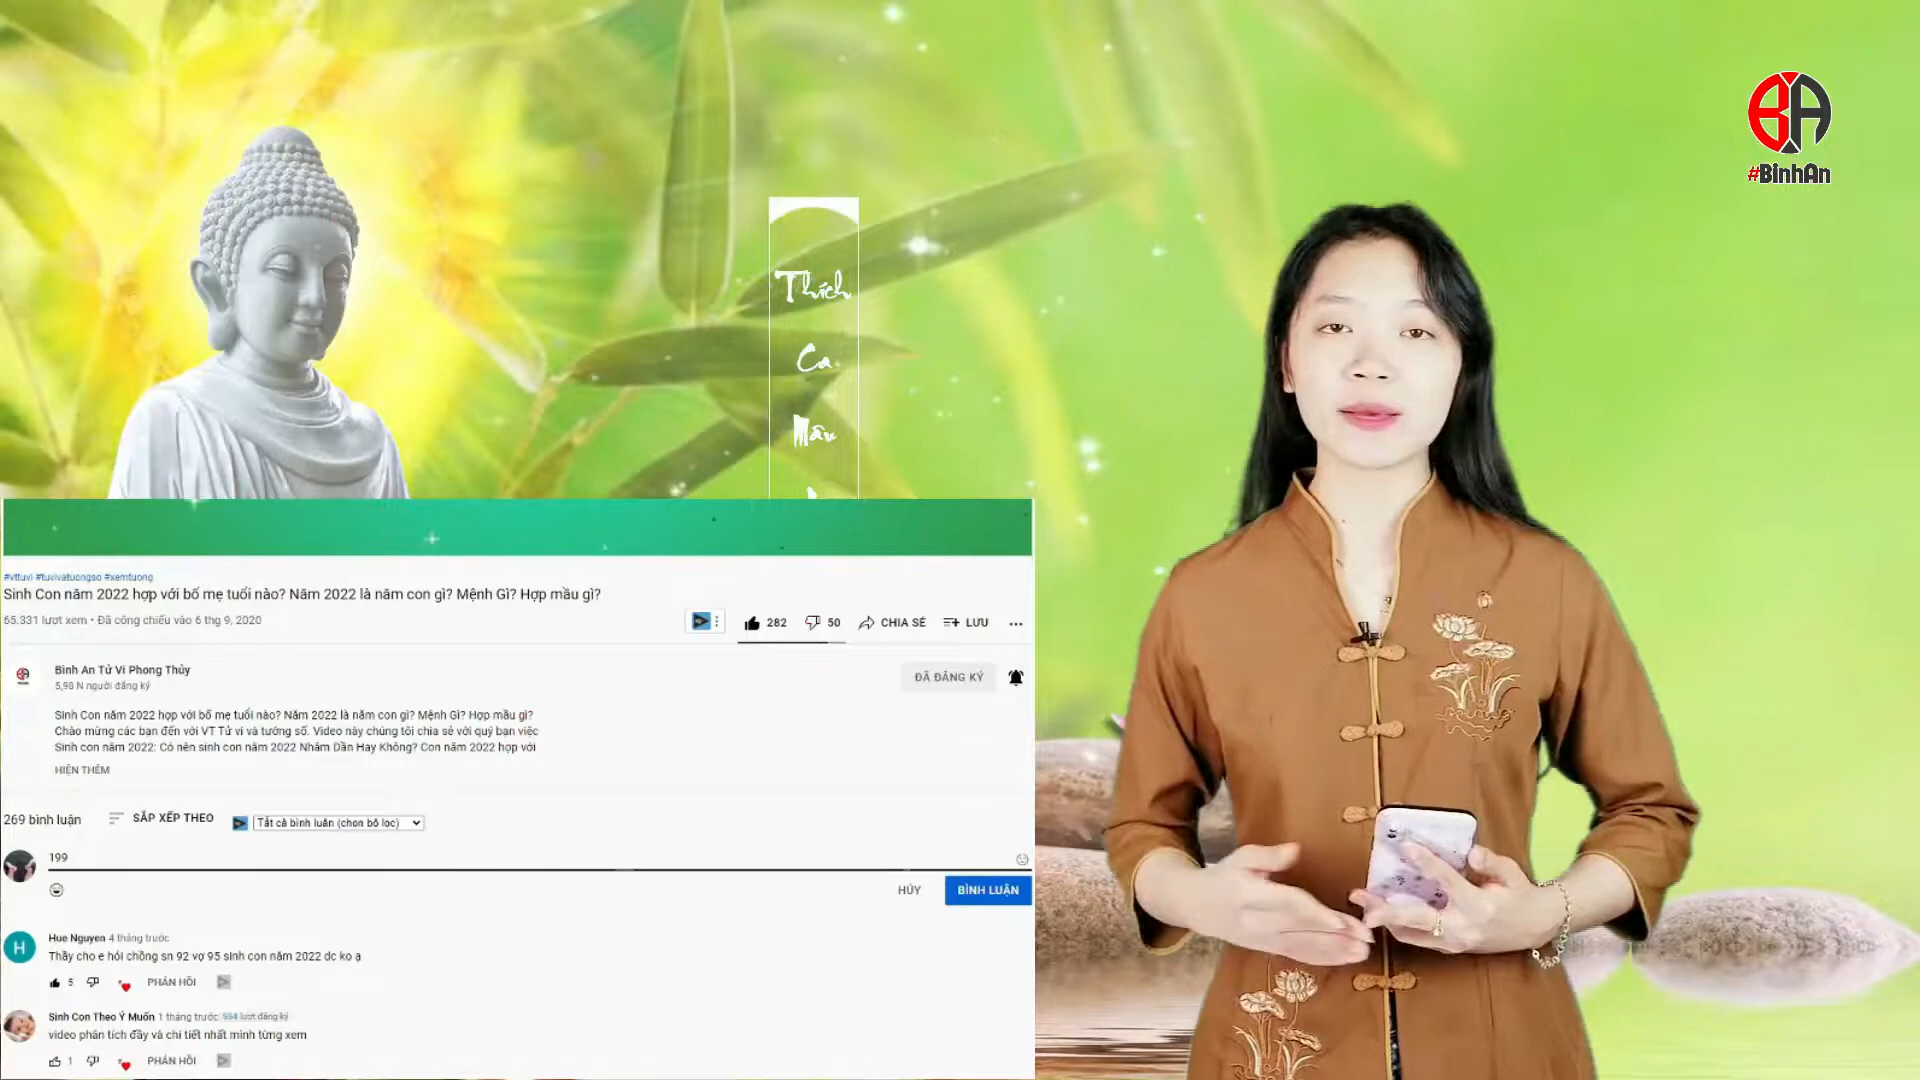 #BinhAn
Thích
Ca
Mâu
#vttuvi #tuvivatuongso #xemtuong
Sinh Con năm 2022 hợp với bố mẹ tuổi nào? Năm 2022 là năm con gì? Mệnh Gì? Hợp mầu gì?
65.331 lượt xem • Đã công chiếu vào 6 thg 9, 2020
282
50
CHIA SẺ
LƯU
Bình An Tử Vi Phong Thủy
5,98 N người đăng ký
ĐÃ ĐĂNG KÝ
Sinh Con năm 2022 hợp với bố mẹ tuổi nào? Năm 2022 là năm con gì? Mệnh Gì? Hợp mầu gì?
Chào mừng các bạn đến với VT Tử vi và tướng số. Video này chúng tôi chia sẻ với quý bạn việc
Sinh con năm 2022: Có nên sinh con năm 2022 Nhâm Dần Hay Không? Con năm 2022 hợp với
HIỆN THÊM
269 bình luận
SẮP XẾP THEO
Tất cả bình luận (chọn bộ lọc)
199
HỦY
BÌNH LUẬN
H
Hue Nguyen 4 tháng trước
Thầy cho e hỏi chồng sn 92 vợ 95 sinh con năm 2022 dc ko ạ
5
PHẢN HỒI
Sinh Con Theo Ý Muốn 1 tháng trước 554 lượt đăng ký
video phân tích đầy và chi tiết nhất mình từng xem
1
PHẢN HỒI